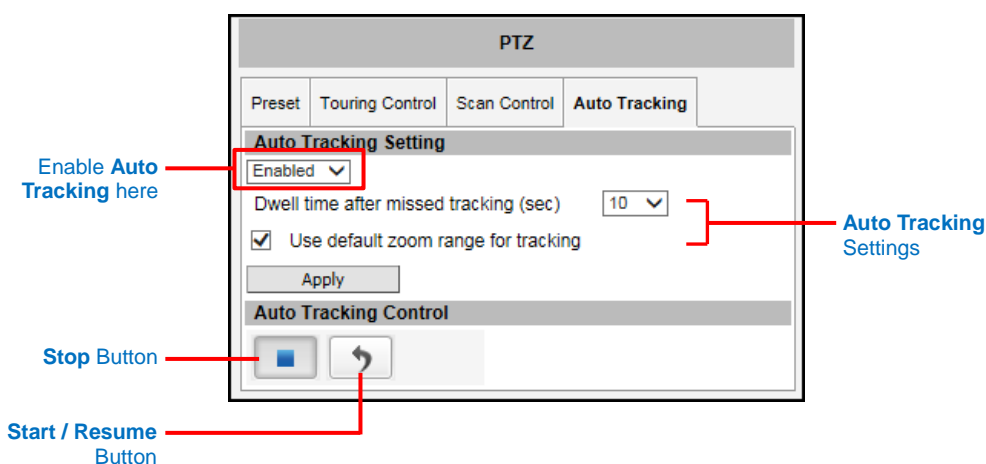 PTZ
Preset
Touring Control
Scan Control
Auto Tracking
Auto Tracking Setting
Enabled
Enable Auto
Tracking here
Dwell time after missed tracking (sec)
10
Use default zoom range for tracking
Auto Tracking
Settings
Apply
Auto Tracking Control
Stop Button
Start / Resume
Button